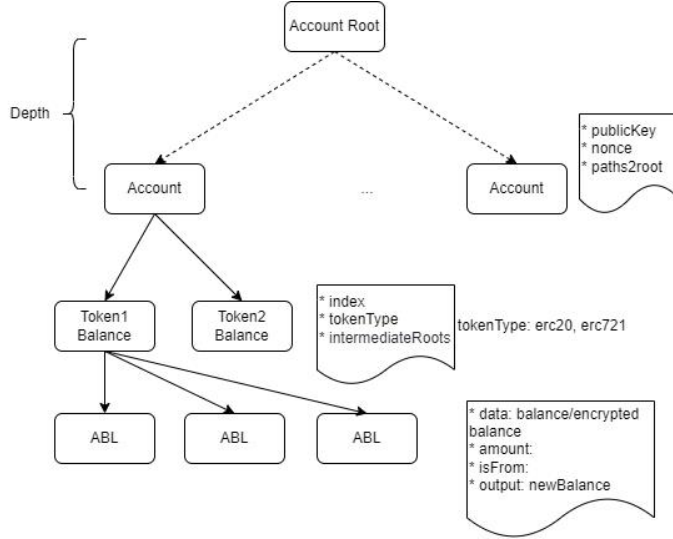 Account Root
Depth
* publicKey
* nonce
* paths2root
Account
...
Account
Token1
Balance
Token2
Balance
* index
* tokenType
* intermediateRoots
tokenType: erc20, erc721
ABL
ABL
ABL
* data: balance/encrypted
balance
* amount:
* isFrom:
* output: newBalance